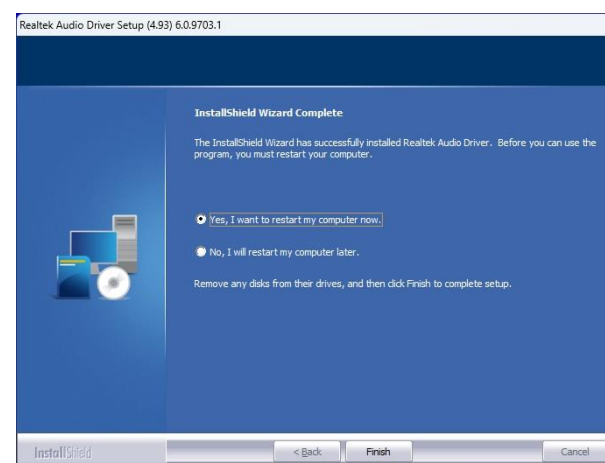 Realtek Audio Driver Setup (4.93) 6.0.9703.1
InstallShield Wizard Complete
The InstallShield Wizard has successfully installed Realtek Audio Driver. Before you can use the
program, you must restart your computer.
Yes, I want to restart my computer now.
No, I will restart my computer later.
Remove any disks from their drives, and then click Finish to complete setup.
InstallShield
< Back
Finish
Cancel